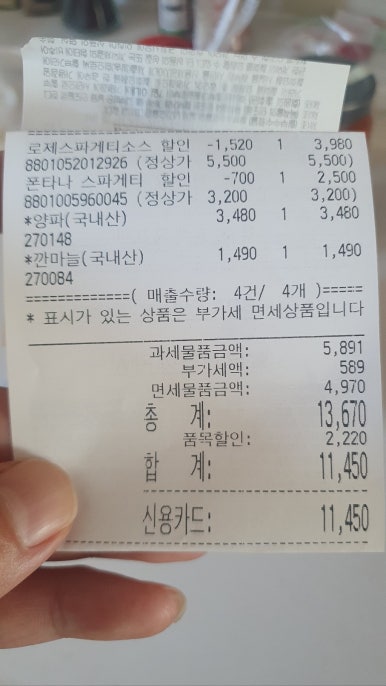 로제스파게티소스 할인 -1,520 1 3,980
8801052012926 (정상가 5,500 5,500)
폰타나 스파게티 할인 -700 1 2,500
8801005960045 (정상가 3,200 3,200)
*양파(국내산) 3,480 1 3,480
270148
*깐마늘(국내산) 1,490 1 1,490
270084
=============( 매출수량: 4건/ 4개 )=====
* 표시가 있는 상품은 부가세 면세상품입니다
과세물품금액: 5,891
부가세액: 589
면세물품금액: 4,970
총 계: 13,670
품목할인: 2,220
합 계: 11,450
신용카드: 11,450